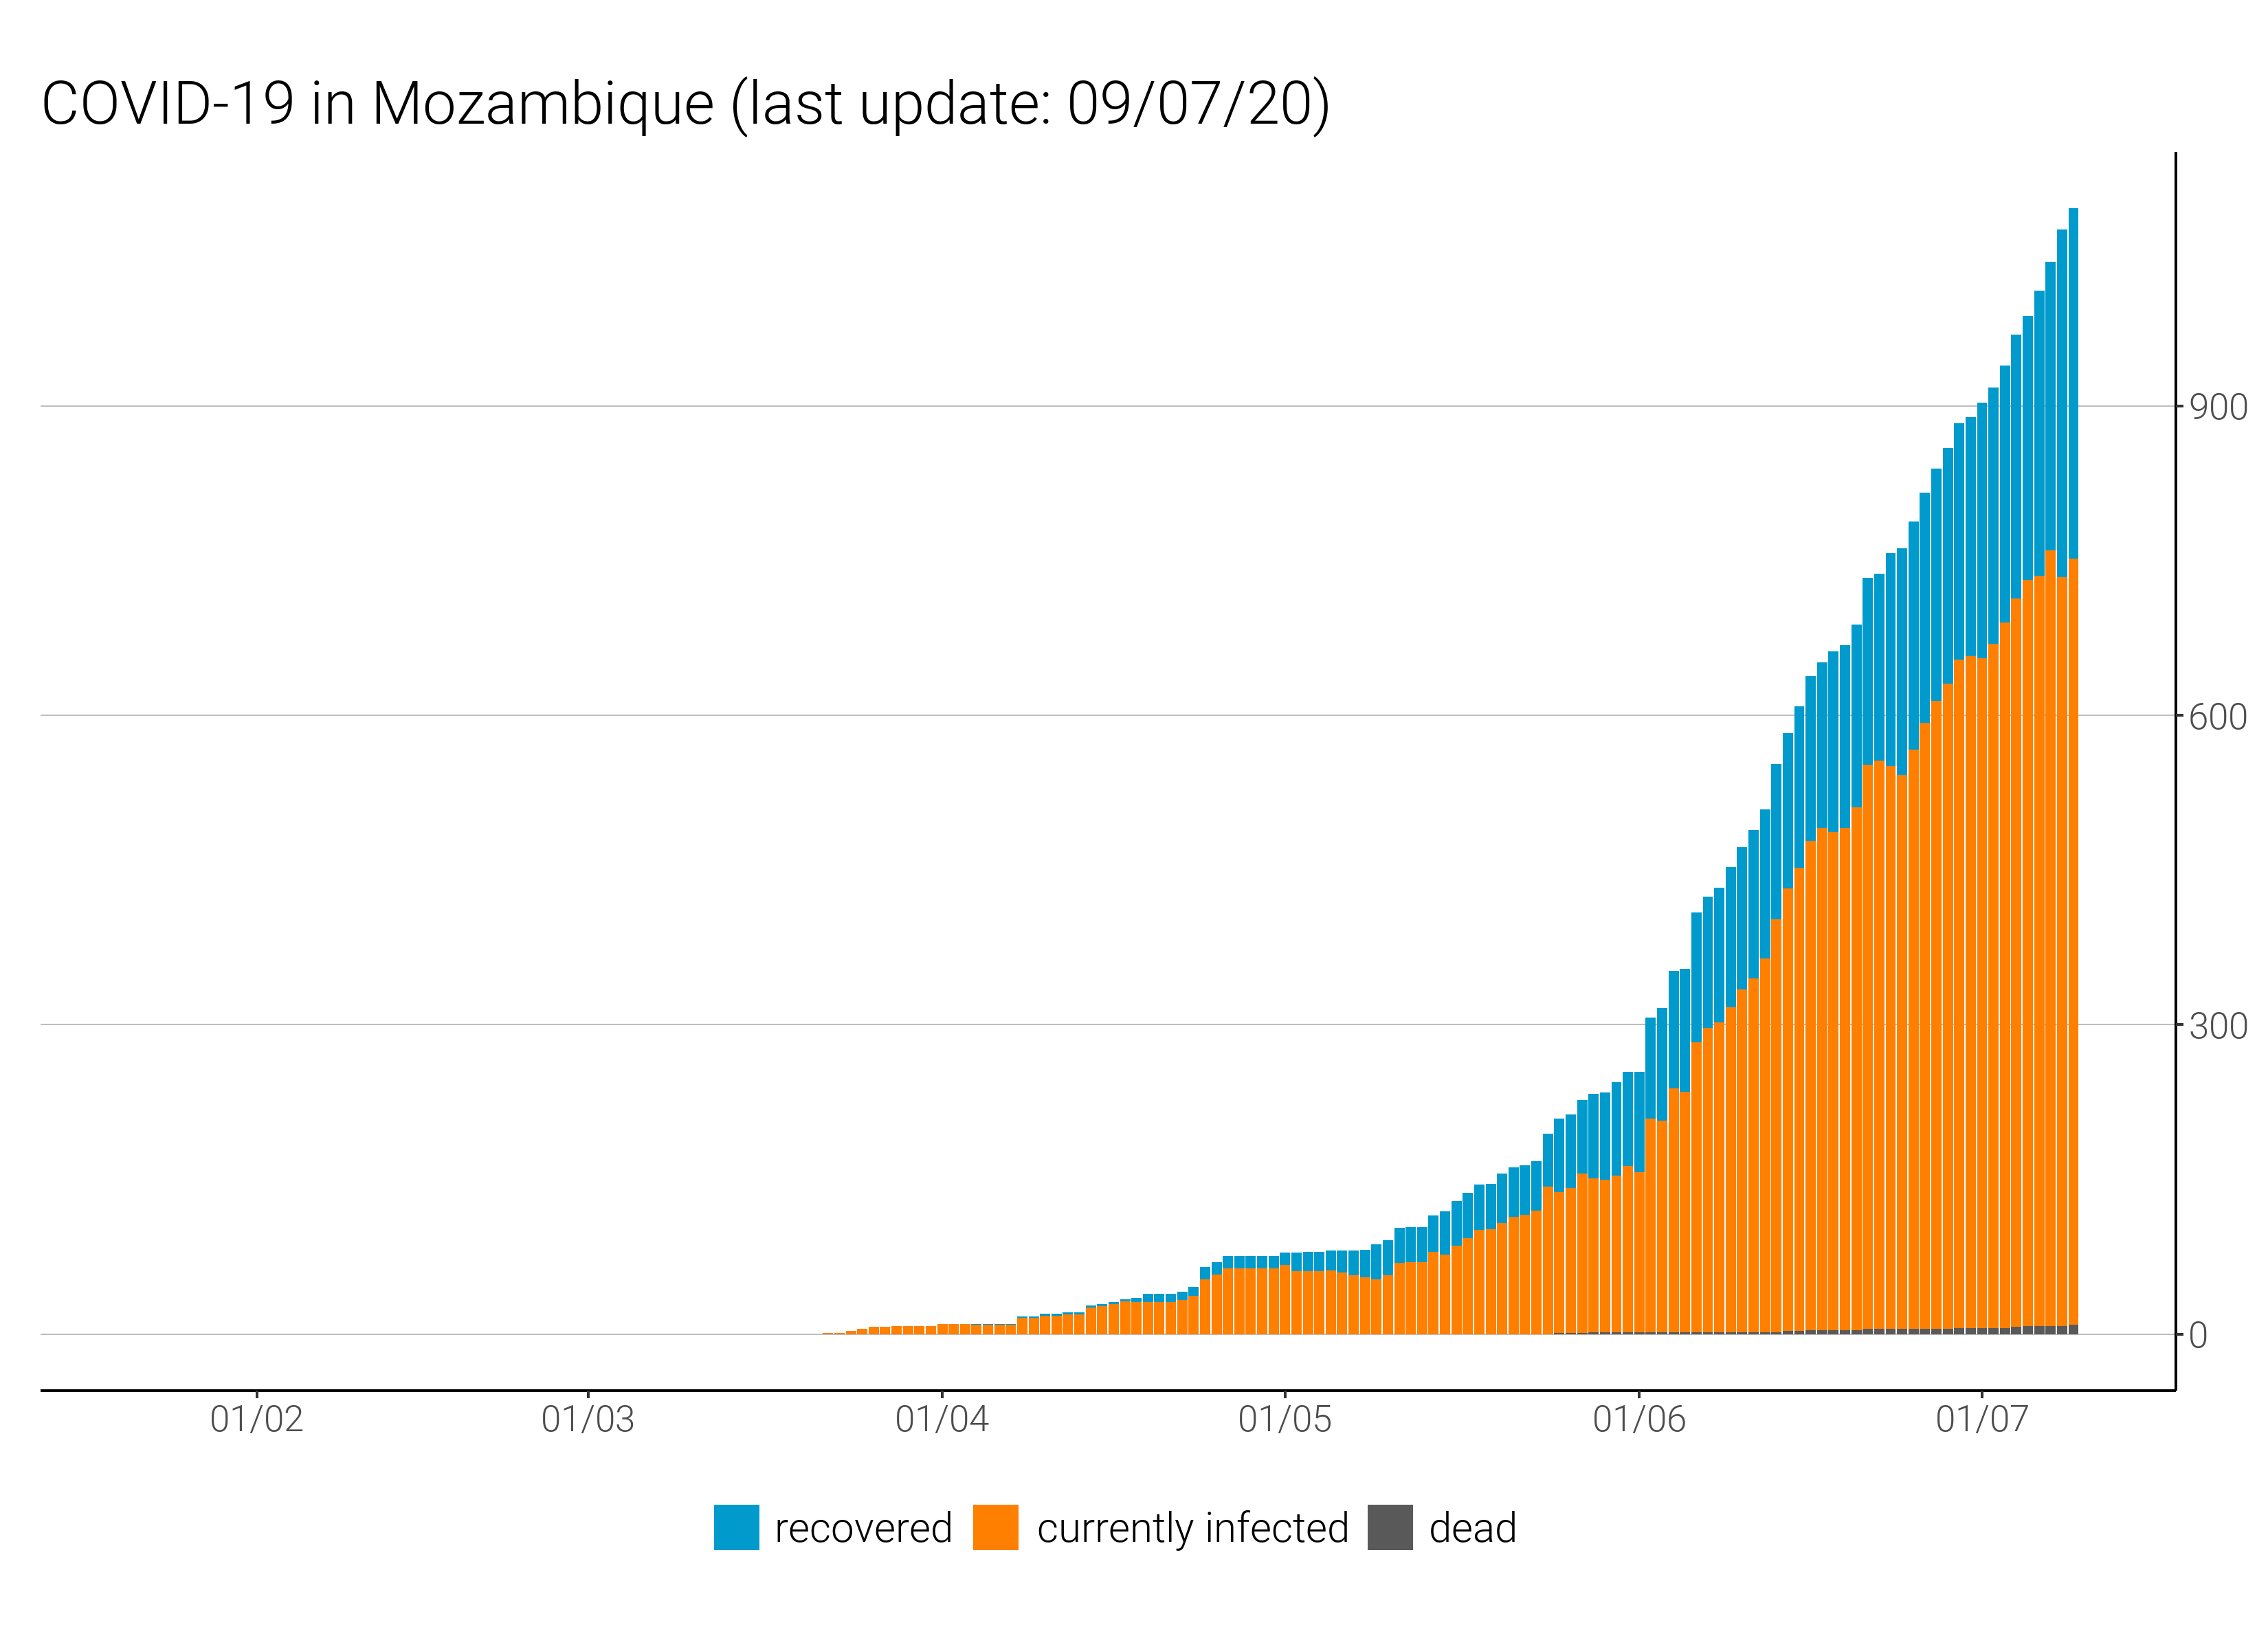 COVID-19 in Mozambique (last update: 09/07/20)
900
600
300
0
01/02 01/03 01/04 01/05 01/06 01/07
recovered currently infected dead